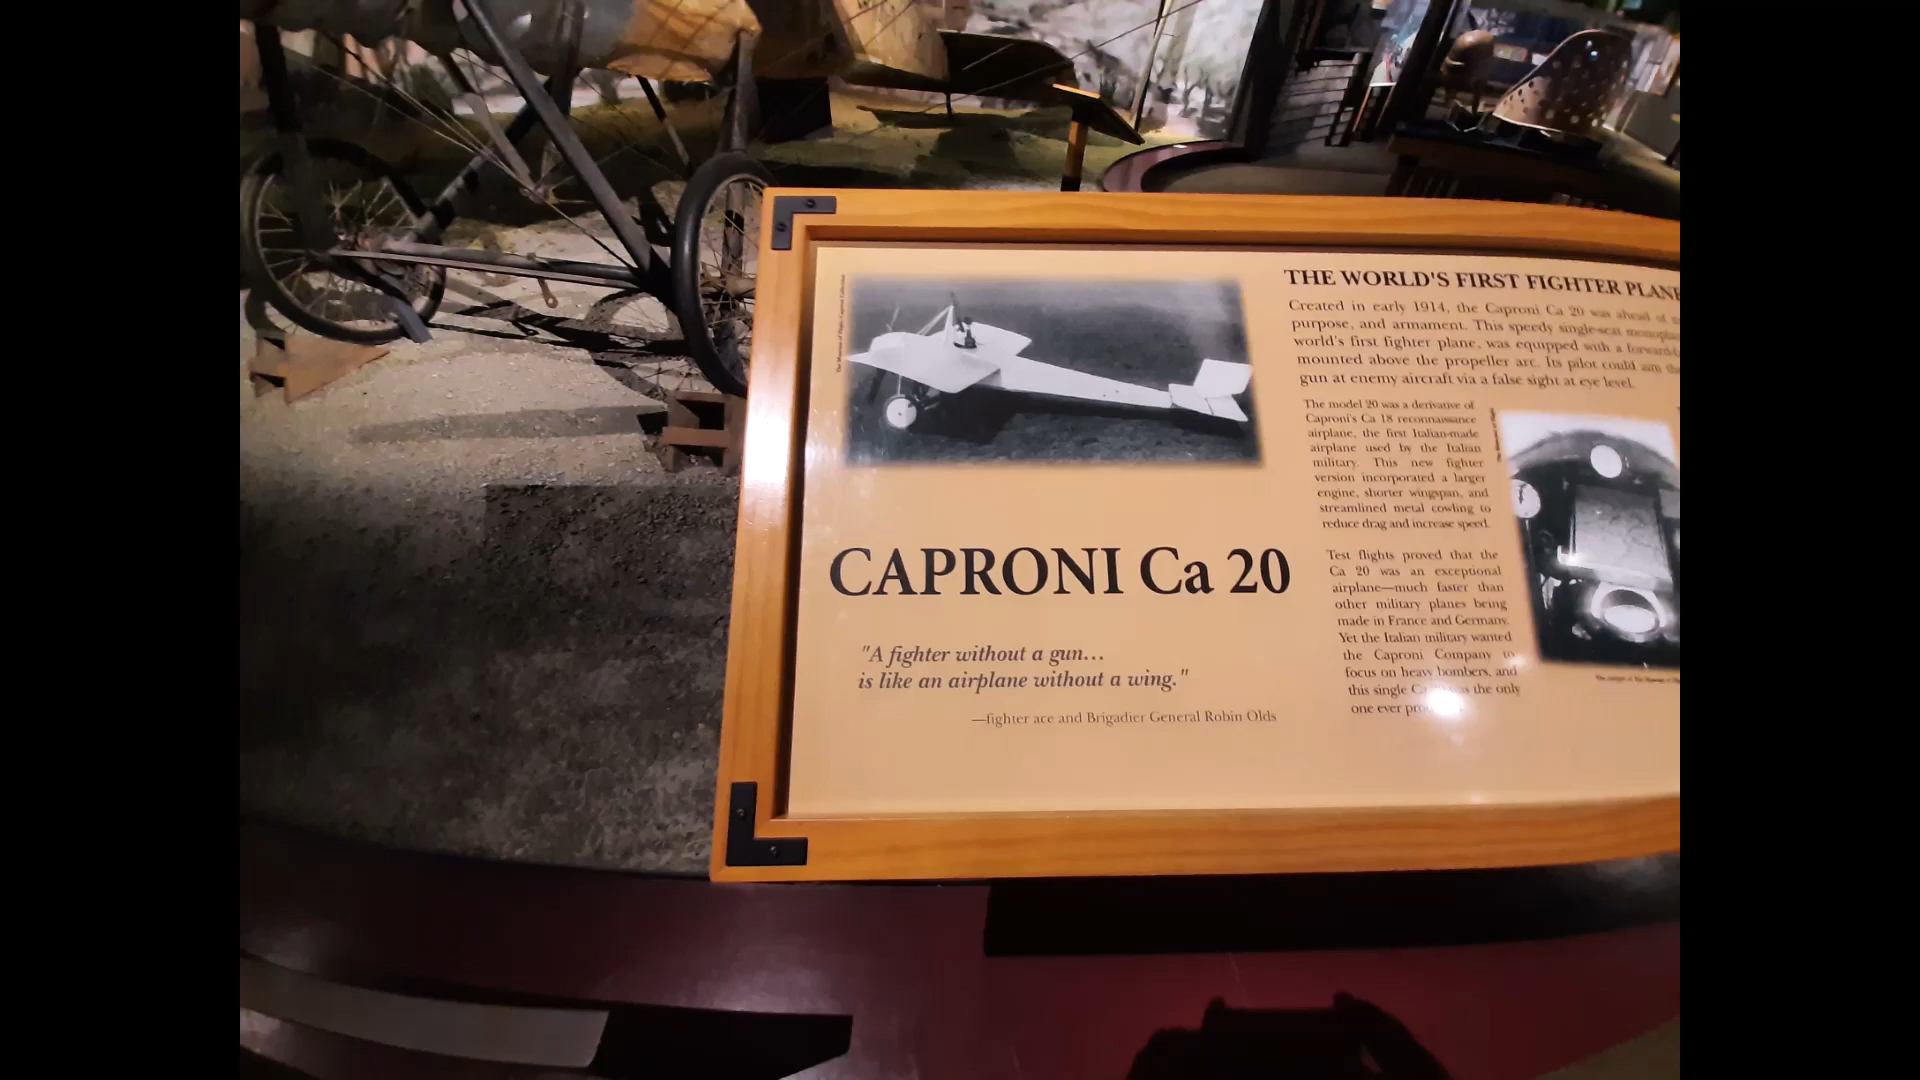 THE WORLD'S FIRST FIGHTER PLANE
Created in early 1914, the Caproni Ca 20 was ahead of
purpose, and armament. This speedy single-seat
world's first fighter plane, was equipped with a
mounted above the propeller arc. Its pilot could aim
gun at enemy aircraft via a false sight at eye level.
The model 20 was a derivative of
Caproni's Ca 18 reconnaissance
airplane, the first Italian-made
airplane used by the Italian
military. This new fighter
version incorporated a larger
engine, shorter wingspan, and
streamlined metal cowling to
reduce drag and increase speed.
Test flights proved that the
Ca 20 was an exceptional
airplane—much faster than
other military planes being
made in France and Germany.
Yet the Italian military wanted
the Caproni Company to
focus on heavy bombers, and
this single the only
one ever
CAPRONI Ca 20
"A fighter without a gun...
is like an airplane without a wing."
—fighter ace and Brigadier General Robin Olds